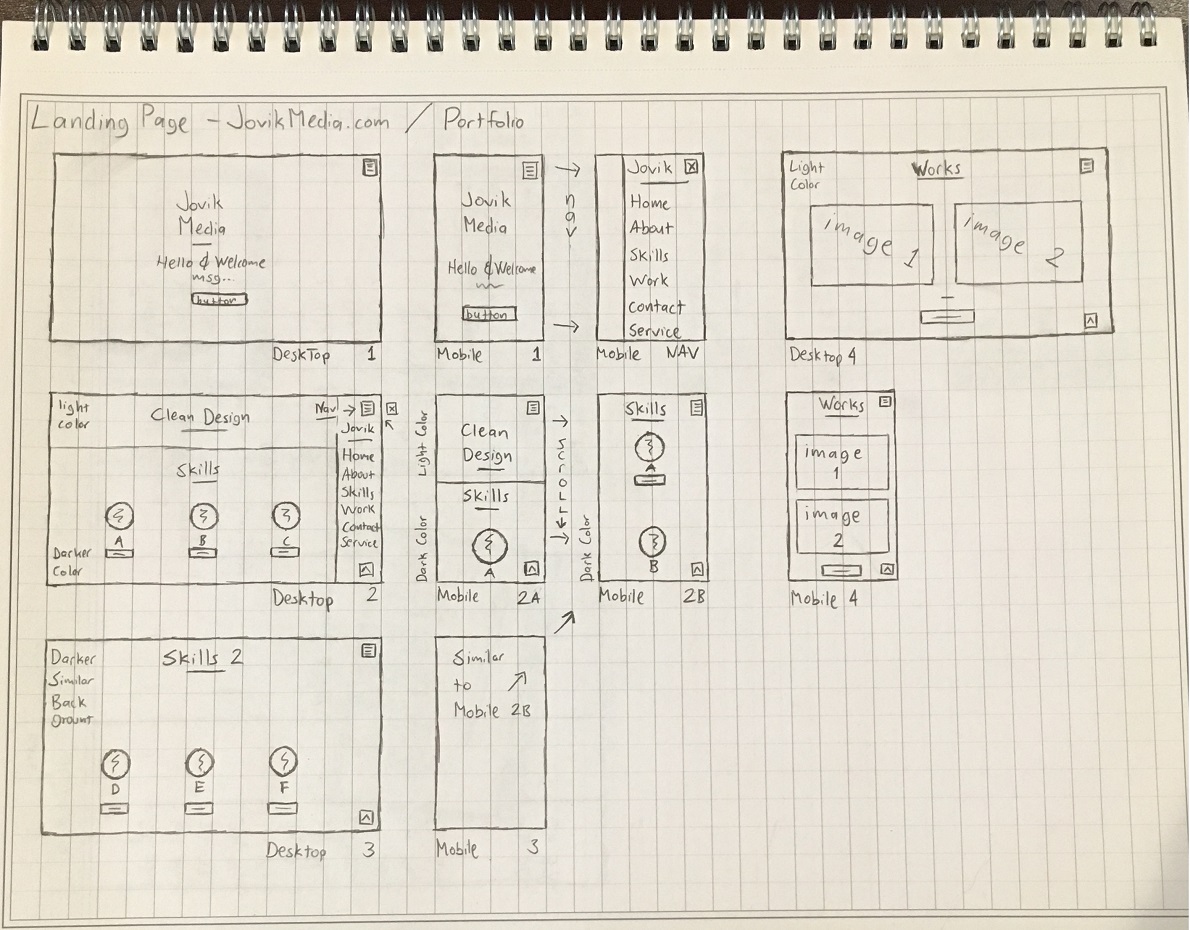 Landing Page - JovikMedia.com / Portfolio
Jovik
Media
Hello & Welcome
msg...
button
DeskTop 1
Jovik
Media
Hello & Welcome
button
Mobile 1
nav
Jovik
Home
About
Skills
Work
Contact
Service
Mobile NAV
Light
Color
Works
image 1
image 2
Desktop 4
light
color
Clean Design
Nav →
Skills
A
B
C
Darker
Color
Jovik
Home
About
Skills
Work
Contact
Service
Desktop 2
Light Color
Dark Color
Clean
Design
Skills
A
Mobile 2A
Dark Color
Skills
A
B
Mobile 2B
Works
image
1
image
2
Mobile 4
Darker
Similar
Back
Skills 2
D
E
F
Desktop 3
Similar
to
Mobile 2B
Mobile 3